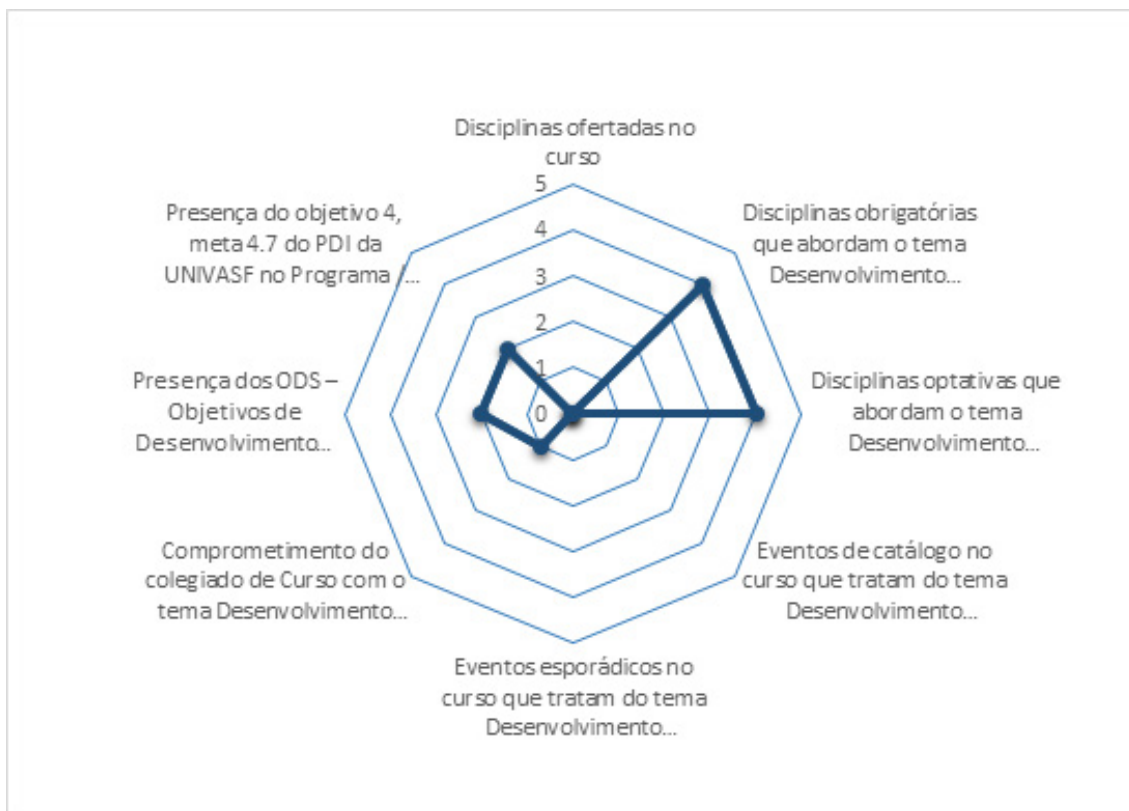 Disciplinas ofertadas no
curso
5
4
3
2
1
0
Disciplinas obrigatórias
que abordam o tema
Desenvolvimento...
Disciplinas optativas que
abordam o tema
Desenvolvimento...
Eventos de catálogo no
curso que tratam do tema
Desenvolvimento...
Eventos esporádicos no
curso que tratam do tema
Desenvolvimento...
Comprometimento do
colegiado de Curso com o
tema Desenvolvimento...
Presença dos ODS –
Objetivos de
Desenvolvimento...
Presença do objetivo 4,
meta 4.7 do PDI da
UNIVASF no Programa /...